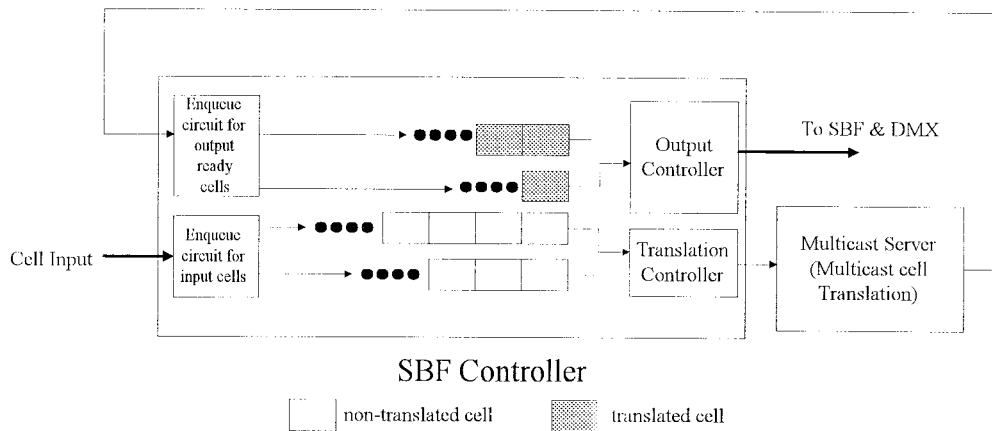 Enqueue
circuit for
output
ready
cells
Output
Controller
To SBF & DMX
Cell Input
Enqueue
circuit for
input cells
Translation
Controller
Multicast Server
(Multicast cell
Translation)
SBF Controller
non-translated cell
translated cell